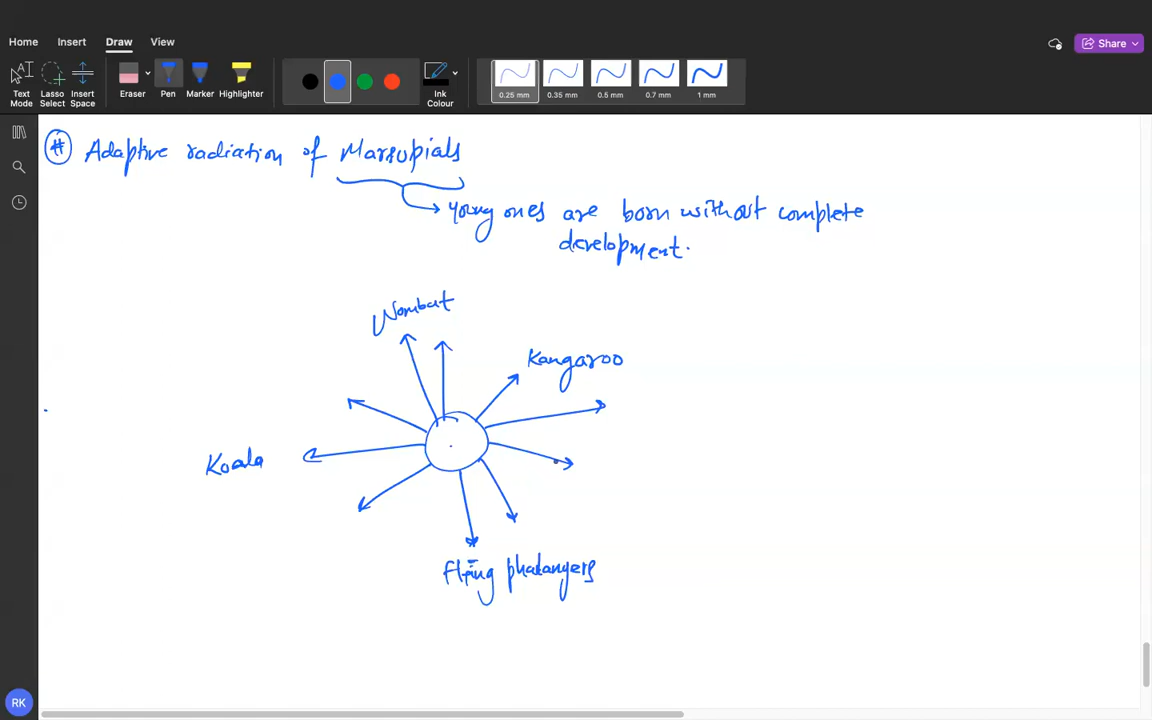 Home Insert Draw View
Share
Text Mode
Lasso Select
Insert Space
Eraser
Pen
Marker
Highlighter
Ink Colour
0.25 mm
0.35 mm
0.5 mm
0.7 mm
1 mm
# Adaptive radiation of Marsupials
Young ones are born without complete
development.
Wombat
Kangaroo
Koala
Flying phalangers
RK